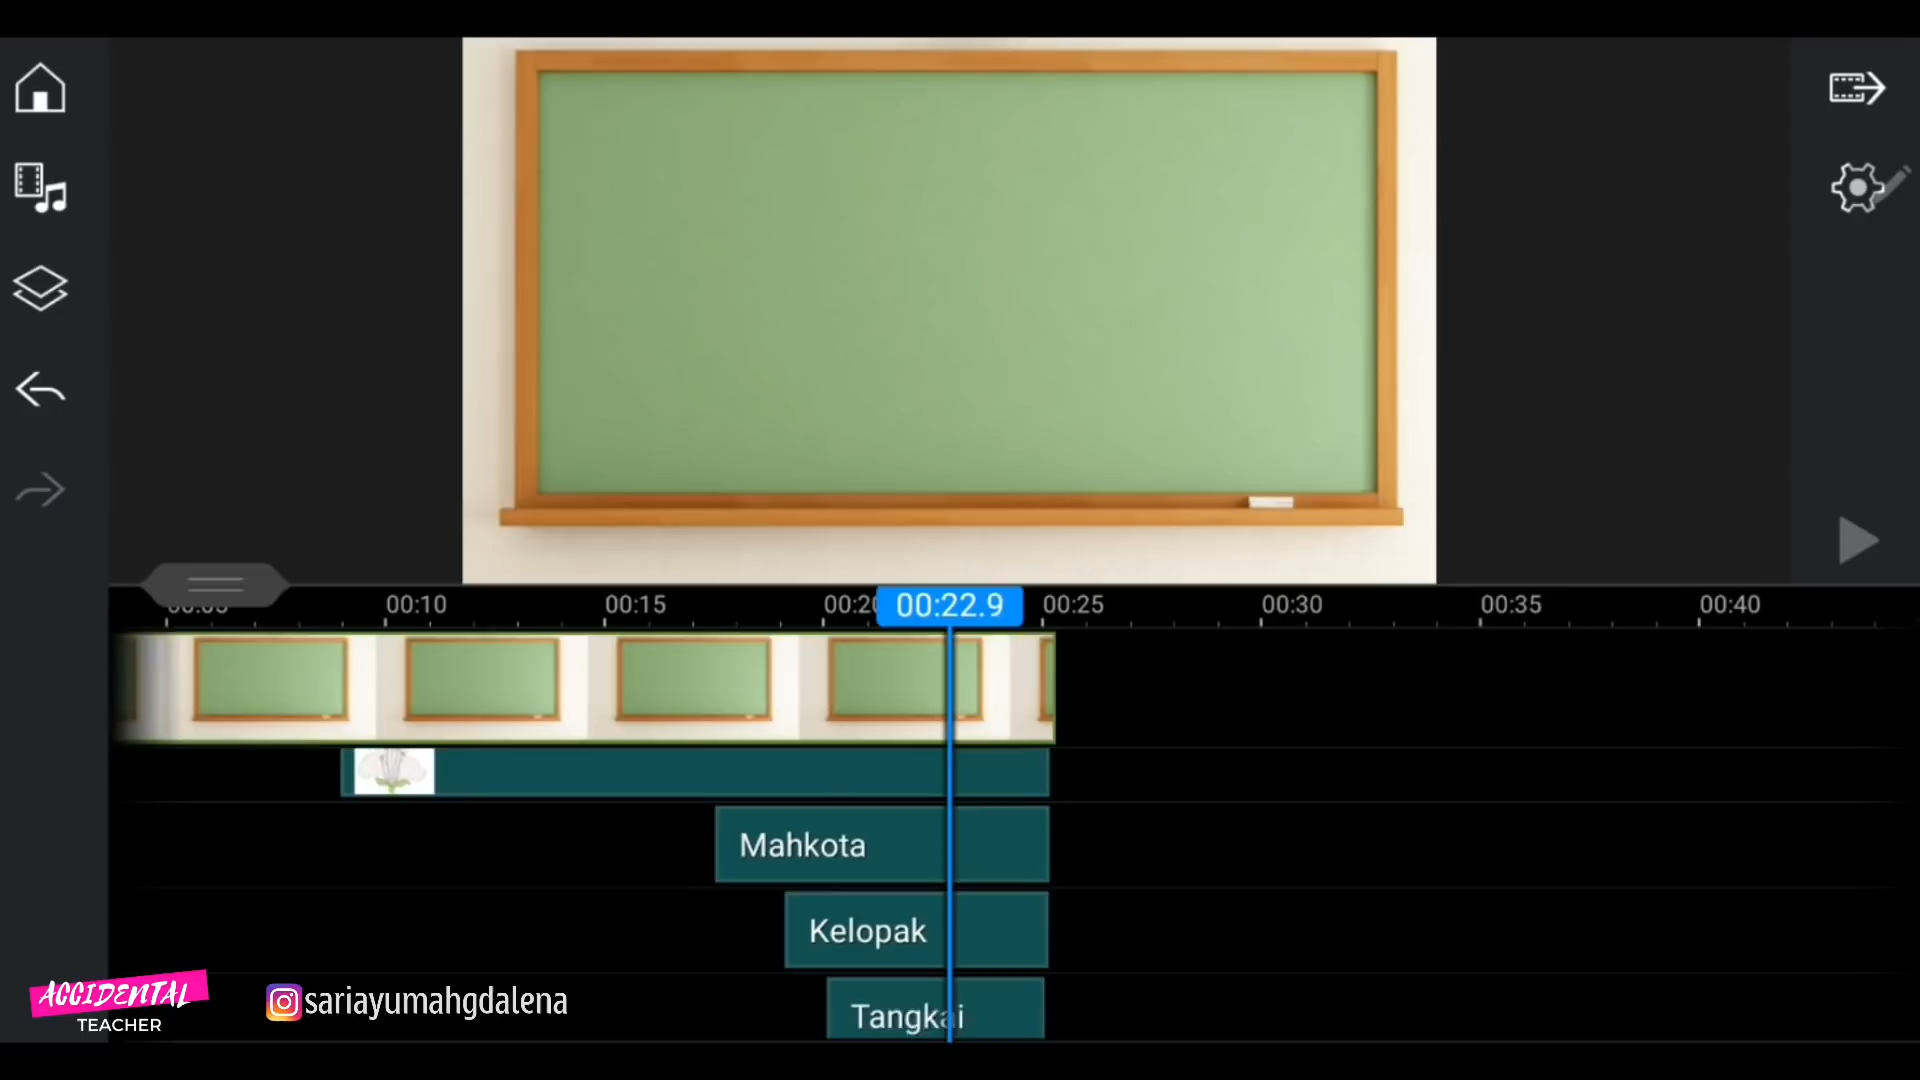 00:05
00:10
00:15
00:22.9
00:25
00:30
00:35
00:40
Mahkota
Kelopak
Tangkai
ACCIDENTAL
TEACHER
sariayumahgdalena